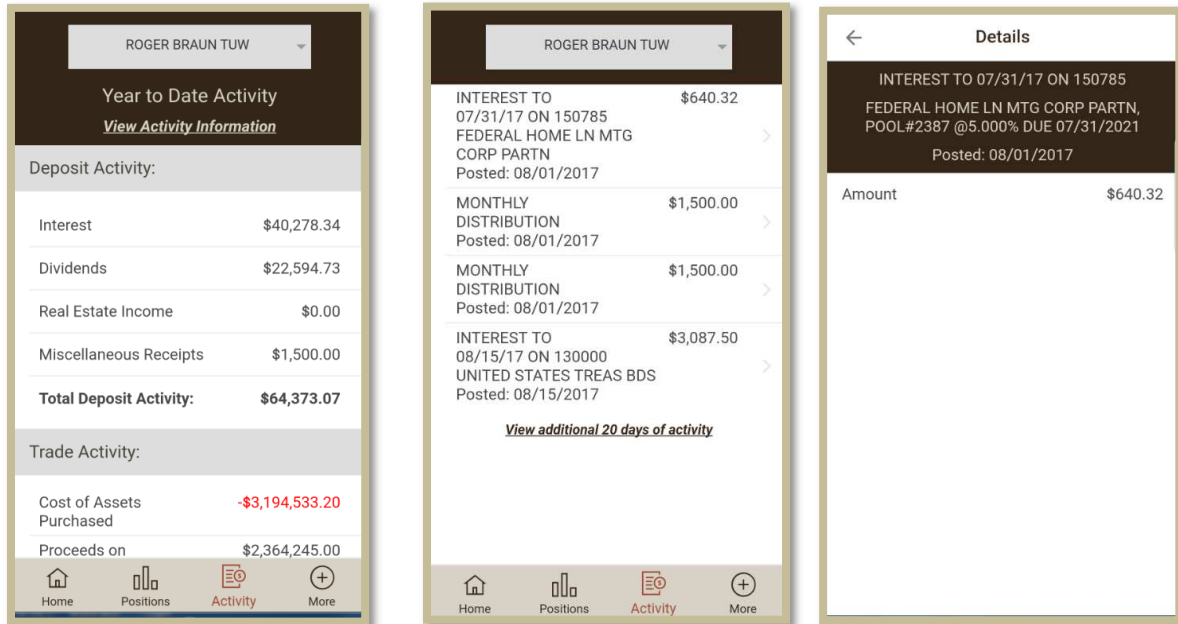 ROGER BRAUN TUW
Year to Date Activity
View Activity Information
Deposit Activity:
Interest $40,278.34
Dividends $22,594.73
Real Estate Income $0.00
Miscellaneous Receipts $1,500.00
Total Deposit Activity: $64,373.07
Trade Activity:
Cost of Assets -$3,194,533.20
Purchased
Proceeds on $2,364,245.00
Home Positions Activity More
ROGER BRAUN TUW
INTEREST TO $640.32
07/31/17 ON 150785
FEDERAL HOME LN MTG
CORP PARTN
Posted: 08/01/2017
MONTHLY $1,500.00
DISTRIBUTION
Posted: 08/01/2017
MONTHLY $1,500.00
DISTRIBUTION
Posted: 08/01/2017
INTEREST TO $3,087.50
08/15/17 ON 130000
UNITED STATES TREAS BDS
Posted: 08/15/2017
View additional 20 days of activity
Home Positions Activity More
Details
INTEREST TO 07/31/17 ON 150785
FEDERAL HOME LN MTG CORP PARTN,
POOL#2387 @5.000% DUE 07/31/2021
Posted: 08/01/2017
Amount $640.32